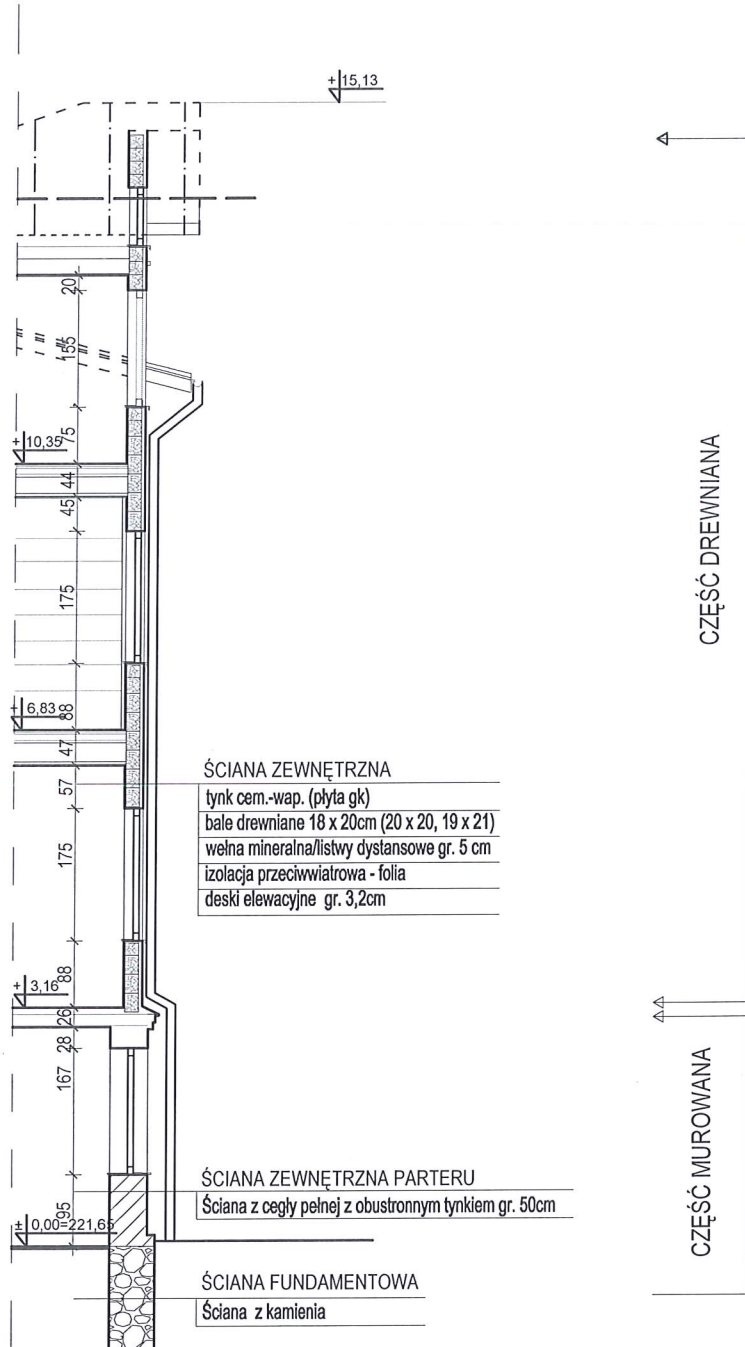 +15,13
20
155
75
+10,35
44
45
175
88
+6,83
47
57
175
88
+3,16
26
28
167
95
± 0,00=221,65
ŚCIANA ZEWNĘTRZNA
tynk cem.-wap. (płyta gk)
bale drewniane 18 x 20cm (20 x 20, 19 x 21)
wełna mineralna/listwy dystansowe gr. 5 cm
izolacja przeciwwiatrowa - folia
deski elewacyjne gr. 3,2cm
ŚCIANA ZEWNĘTRZNA PARTERU
Ściana z cegły pełnej z obustronnym tynkiem gr. 50cm
ŚCIANA FUNDAMENTOWA
Ściana z kamienia
CZĘŚĆ DREWNIANA
CZĘŚĆ MUROWANA